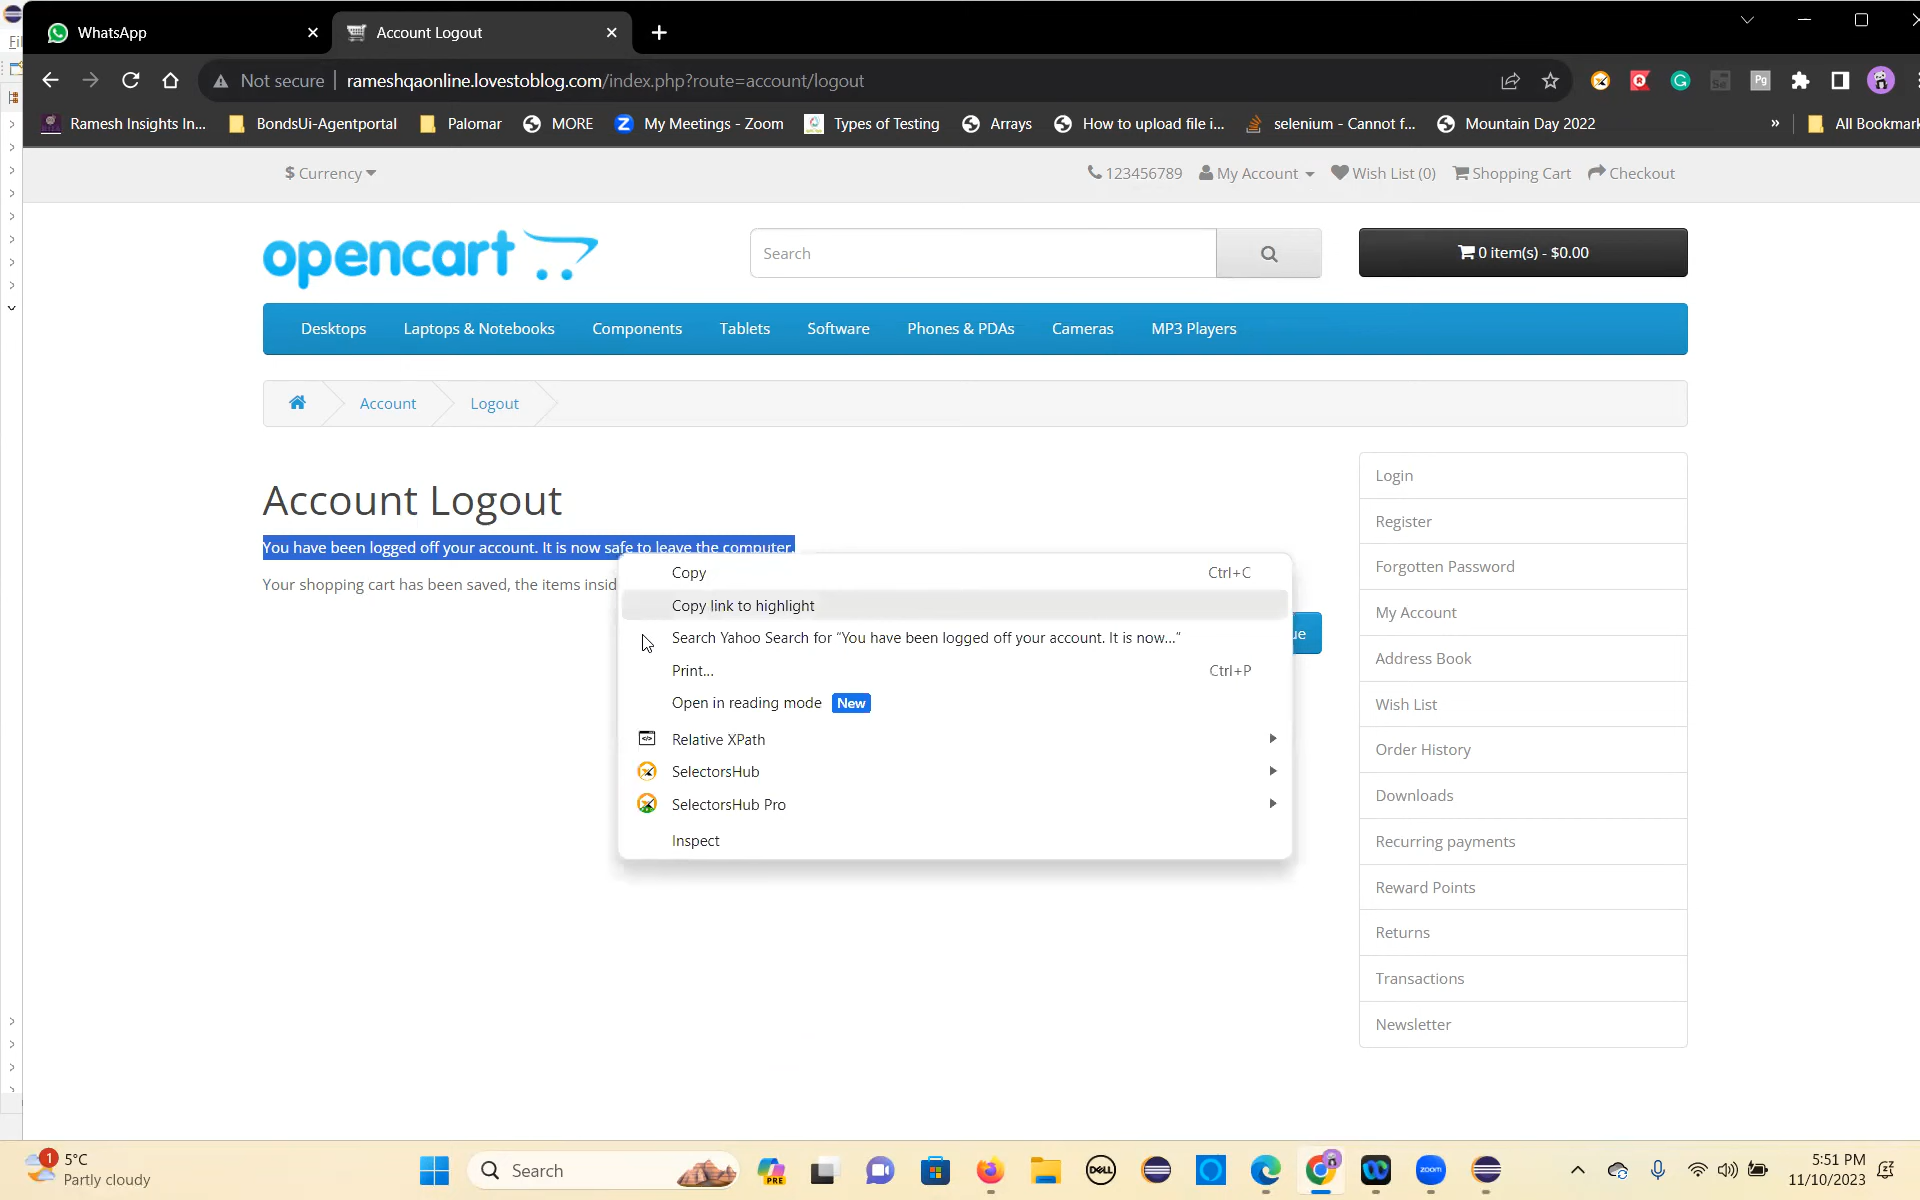 WhatsApp
Account Logout
Fil
Not secure | rameshqaonline.lovestoblog.com/index.php?route=account/logout
Ramesh Insights In...
BondsUi-Agentportal
Palomar
MORE
My Meetings - Zoom
Types of Testing
Arrays
How to upload file i...
selenium - Cannot f...
Mountain Day 2022
»
All Bookmark
$ Currency
123456789
My Account
Wish List (0)
Shopping Cart
Checkout
opencart
Search
0 item(s) - $0.00
Desktops
Laptops & Notebooks
Components
Tablets
Software
Phones & PDAs
Cameras
MP3 Players
Account
Logout
Account Logout
You have been logged off your account. It is now safe to leave the computer.
Your shopping cart has been saved, the items insid
ue
Copy Ctrl+C
Copy link to highlight
Search Yahoo Search for “You have been logged off your account. It is now...”
Print... Ctrl+P
Open in reading mode New
Relative XPath
SelectorsHub
SelectorsHub Pro
Inspect
Login
Register
Forgotten Password
My Account
Address Book
Wish List
Order History
Downloads
Recurring payments
Reward Points
Returns
Transactions
Newsletter
1
5°C
Partly cloudy
Search
PRE
DELL
zoom
5:51 PM
11/10/2023